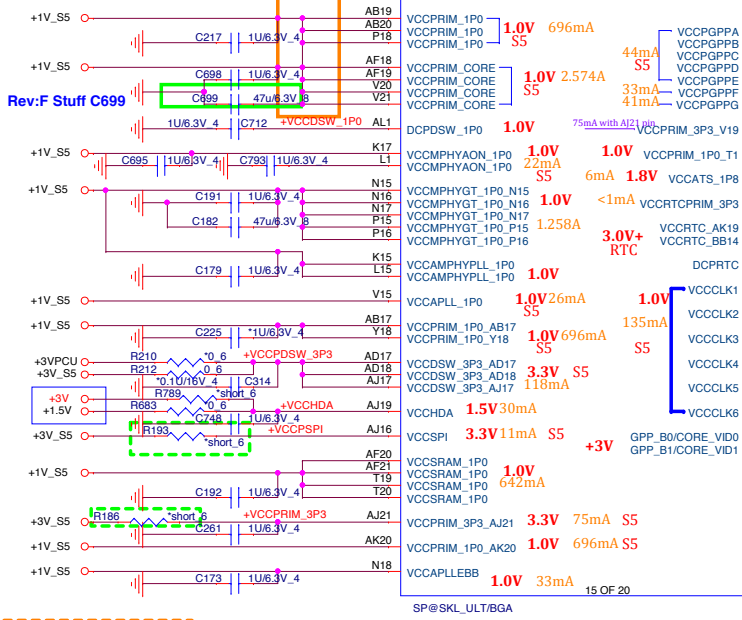 +1V_S5
AB19
AB20
P18
VCCPRIM_1P0
VCCPRIM_1P0
VCCPRIM_1P0
1.0V 696mA
S5
C217 1U/6.3V_4
VCCPGPPA
VCCPGPPB
VCCPGPPC
VCCPGPPD
VCCPGPPE
VCCPGPPF
VCCPGPPG
44mA
S5
33mA
41mA
+1V_S5
AF18
AF19
V20
V21
VCCPRIM_CORE
VCCPRIM_CORE
VCCPRIM_CORE
VCCPRIM_CORE
1.0V 2.574A
S5
C698 1U/6.3V_4
C699 47u/6.3V_8
Rev:F Stuff C699
1U/6.3V_4 C712 +VCCDSW_1P0 AL1
DCPDSW_1P0 1.0V
75mA with AJ21 pin
VCCPRIM_3P3_V19
+1V_S5
K17
L1
VCCMPHYAON_1P0
VCCMPHYAON_1P0
1.0V
22mA
S5
C695 1U/6.3V_4 C793 1U/6.3V_4
1.0V VCCPRIM_1P0_T1
6mA 1.8V VCCATS_1P8
<1mA VCCRTCPRIM_3P3
+1V_S5
N15
N16
N17
P15
P16
VCCMPHYGT_1P0_N15
VCCMPHYGT_1P0_N16
VCCMPHYGT_1P0_N17
VCCMPHYGT_1P0_P15
VCCMPHYGT_1P0_P16
1.0V
1.258A
C191 1U/6.3V_4
C182 47u/6.3V_8
3.0V+
RTC
VCCRTC_AK19
VCCRTC_BB14
K15
L15
VCCAMPHYPLL_1P0
VCCAMPHYPLL_1P0
1.0V
C179 1U/6.3V_4
DCPRTC
+1V_S5 V15
VCCAPLL_1P0 1.0V 26mA
S5
1.0V
135mA
S5
VCCCLK1
VCCCLK2
VCCCLK3
VCCCLK4
VCCCLK5
VCCCLK6
+1V_S5
AB17
Y18
VCCPRIM_1P0_AB17
VCCPRIM_1P0_Y18
1.0V 696mA
S5
C225 *1U/6.3V_4
+3VPCU R210 *0_6 +VCCPDSW_3P3 AD17
+3V_S5 R212 0_6 AD18
*0.1U/16V_4 C314 AJ17
VCCDSW_3P3_AD17
VCCDSW_3P3_AD18
VCCDSW_3P3_AJ17
3.3V S5
118mA
+3V R789 *short_6
+1.5V R683 *0_6 +VCCHDA AJ19
VCCHDA 1.5V 30mA
C748 1U/6.3V_4
+3V_S5 R193 *short_6 +VCCPSPI AJ16
VCCSPI 3.3V 11mA S5
+3V
GPP_B0/CORE_VID0
GPP_B1/CORE_VID1
+1V_S5
AF20
AF21
T19
T20
VCCSRAM_1P0
VCCSRAM_1P0
VCCSRAM_1P0
VCCSRAM_1P0
1.0V
642mA
C192 1U/6.3V_4
+3V_S5 R186 *short_6 +VCCPRIM_3P3 AJ21
VCCPRIM_3P3_AJ21 3.3V 75mA S5
C261 1U/6.3V_4
+1V_S5 AK20
VCCPRIM_1P0_AK20 1.0V 696mA S5
+1V_S5 N18
VCCAPLLEBB 1.0V 33mA
C173 1U/6.3V_4
15 OF 20
SP@SKL_ULT/BGA